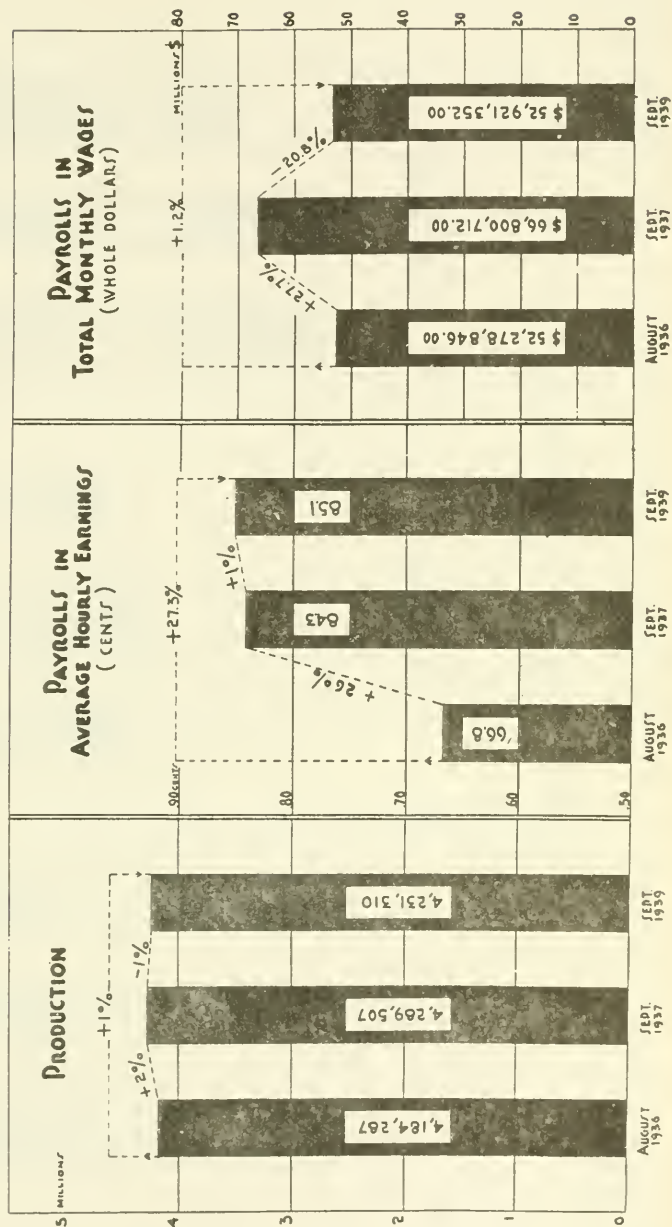 PRODUCTION
5 MILLIONS
4
3
2
1
0
+1%
+2%
-1%
4,184,287
4,289,507
4,231,310
AUGUST
1936
SEPT.
1937
SEPT.
1939
PAYROLLS IN
AVERAGE HOURLY EARNINGS
(CENTS)
.90 CENTS
.80
.70
.60
.50
+27.3%
+26%
+1%
66.8
843
85.1
AUGUST
1936
SEPT.
1937
SEPT.
1939
PAYROLLS IN
TOTAL MONTHLY WAGES
(WHOLE DOLLARS)
MILLIONS $
80
70
60
50
40
30
20
10
0
+1.2%
+27.7%
-20.8%
$ 52,278,846.00
$ 66,800,712.00
$ 52,921,352.00
AUGUST
1936
SEPT.
1937
SEPT.
1939